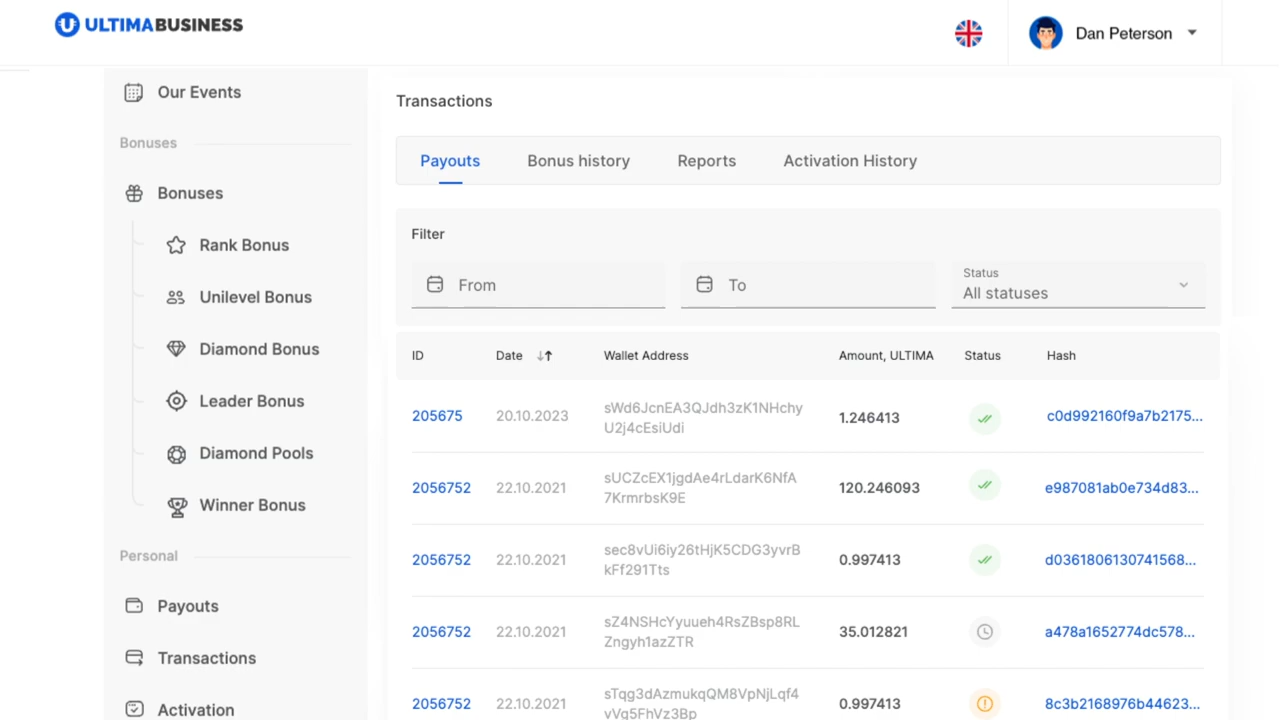 ULTIMABUSINESS
Dan Peterson
Our Events
Bonuses
Bonuses
Rank Bonus
Unilevel Bonus
Diamond Bonus
Leader Bonus
Diamond Pools
Winner Bonus
Personal
Payouts
Transactions
Activation
Transactions
Payouts Bonus history Reports Activation History
Filter
From To Status
All statuses
ID Date Wallet Address Amount, ULTIMA Status Hash
205675 20.10.2023 sWd6JcnEA3QJdh3zK1NHchy 1.246413 c0d992160f9a7b2175...
U2j4cEsiUdi
2056752 22.10.2021 sUCZcEX1jgdAe4rLdarK6NfA 120.246093 e987081ab0e734d83...
7KrmrbsK9E
2056752 22.10.2021 sec8vUi6iy26tHjK5CDG3yvrB 0.997413 d0361806130741568...
kFf291Tts
2056752 22.10.2021 sZ4NSHcYyuueh4RsZBsp8RL 35.012821 a478a1652774dc578...
Zngyh1azZTR
2056752 22.10.2021 sTqg3dAzmukqQM8VpNjLqf4 0.997413 8c3b2168976b44623...
vVg5FhVz3Bp